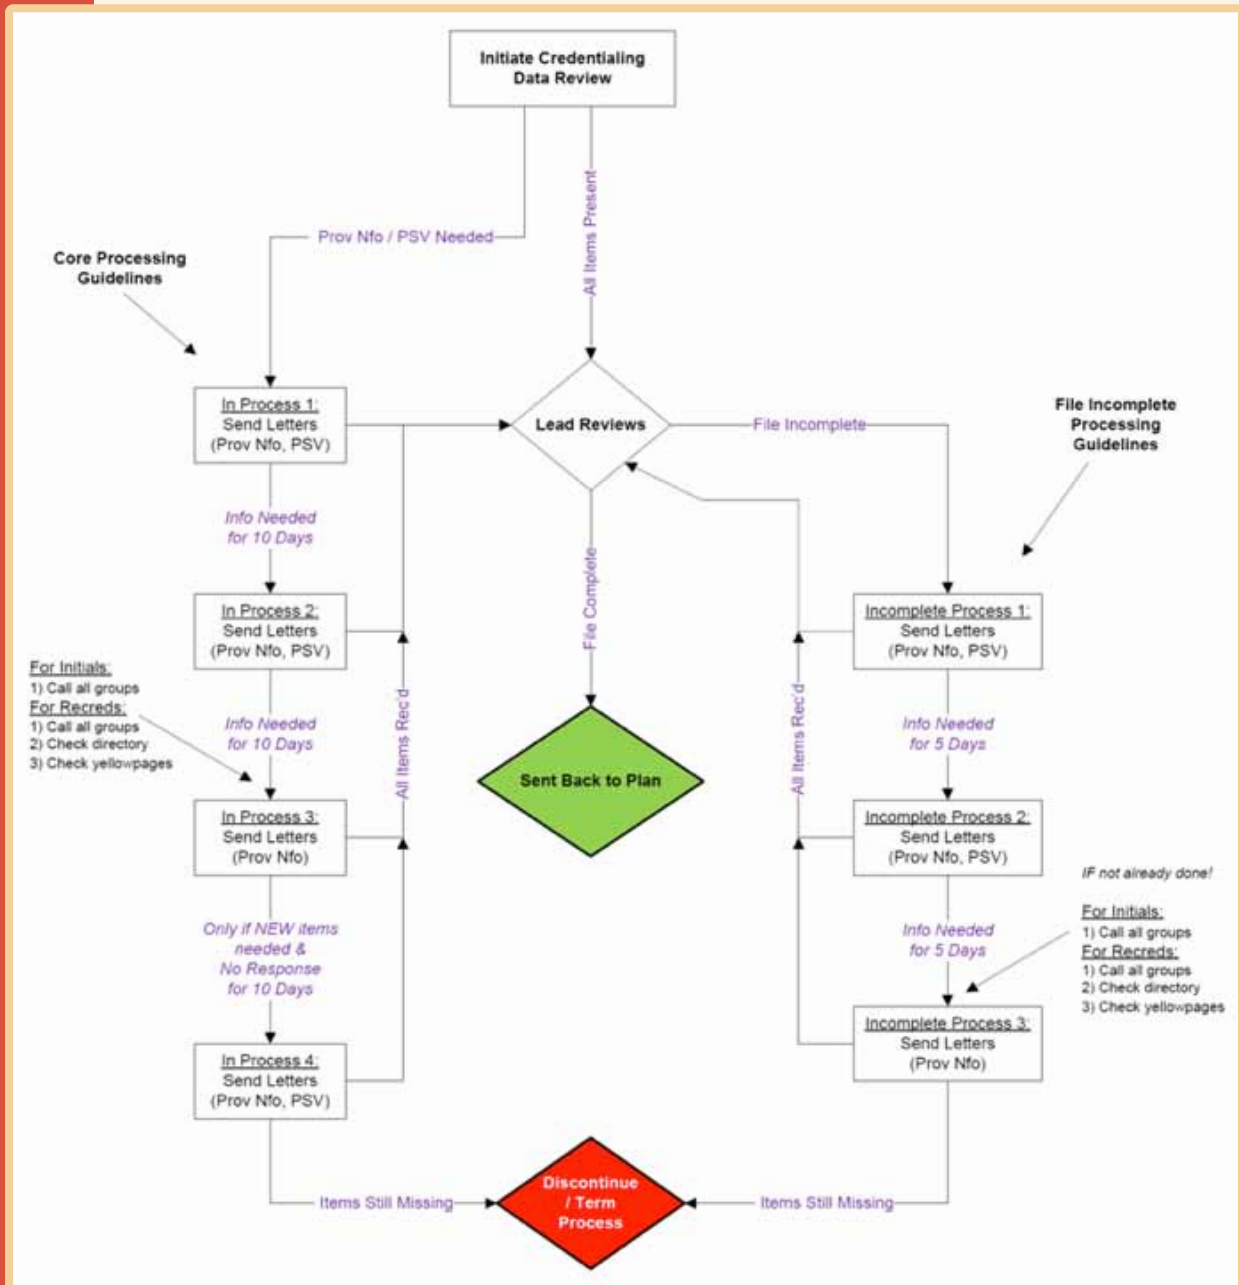 Initiate Credentialing
Data Review
All Items Present
Prov Nfo / PSV Needed
Core Processing
Guidelines
In Process 1:
Send Letters
(Prov Nfo, PSV)
Lead Reviews
File Incomplete
File Incomplete
Processing
Guidelines
Info Needed
for 10 Days
File Complete
In Process 2:
Send Letters
(Prov Nfo, PSV)
Incomplete Process 1:
Send Letters
(Prov Nfo, PSV)
For Initials:
1) Call all groups
For Recreds:
1) Call all groups
2) Check directory
3) Check yellowpages
Info Needed
for 10 Days
All Items Rec'd
Sent Back to Plan
All Items Rec'd
Info Needed
for 5 Days
In Process 3:
Send Letters
(Prov Nfo)
Incomplete Process 2:
Send Letters
(Prov Nfo, PSV)
IF not already done!
For Initials:
1) Call all groups
For Recreds:
1) Call all groups
2) Check directory
3) Check yellowpages
Only if NEW items
needed &
No Response
for 10 Days
Info Needed
for 5 Days
In Process 4:
Send Letters
(Prov Nfo, PSV)
Incomplete Process 3:
Send Letters
(Prov Nfo)
Items Still Missing
Discontinue
/ Term
Process
Items Still Missing